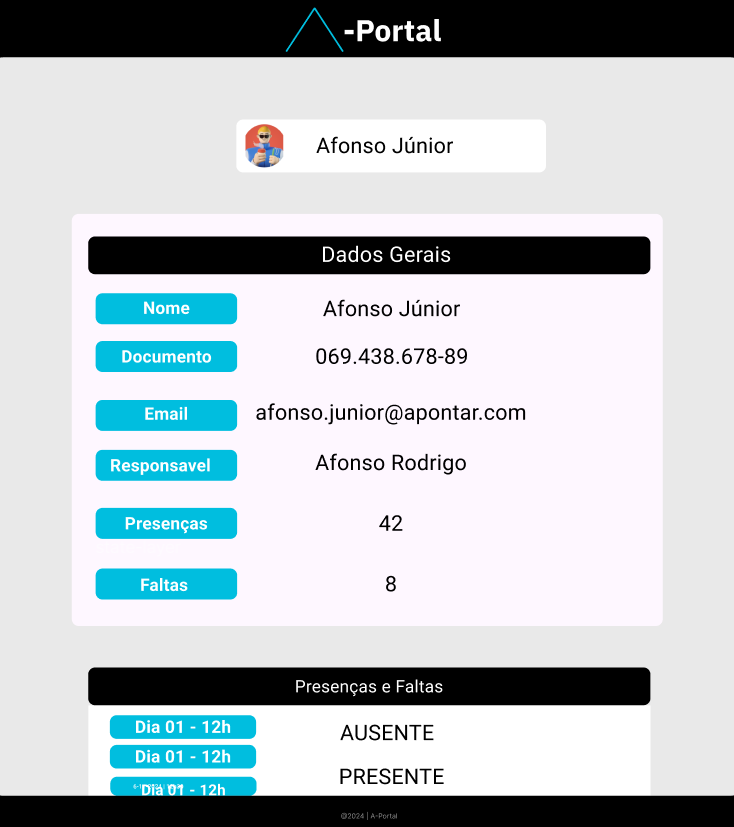 -Portal
Afonso Júnior
Dados Gerais
Nome Afonso Júnior
Documento 069.438.678-89
Email afonso.junior@apontar.com
Responsavel Afonso Rodrigo
Presenças 42
Faltas 8
Presenças e Faltas
Dia 01 - 12h AUSENTE
Dia 01 - 12h PRESENTE
Dia 01 - 12h
@2024 | A-Portal